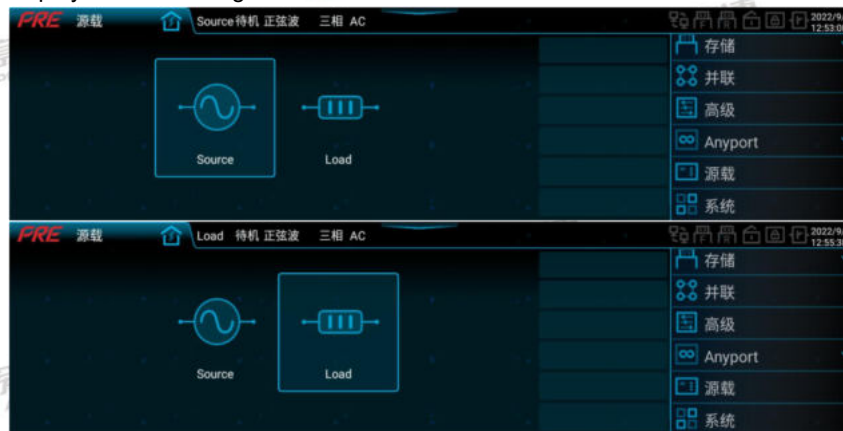 PRE 源载 Source待机 正弦波 三相 AC 2022/9/
12:53:0
存储
并联
高级
Anyport
源载
系统
Source Load
PRE 源载 Load 待机 正弦波 三相 AC 2022/9/
12:55:3
存储
并联
高级
Anyport
源载
系统
Source Load